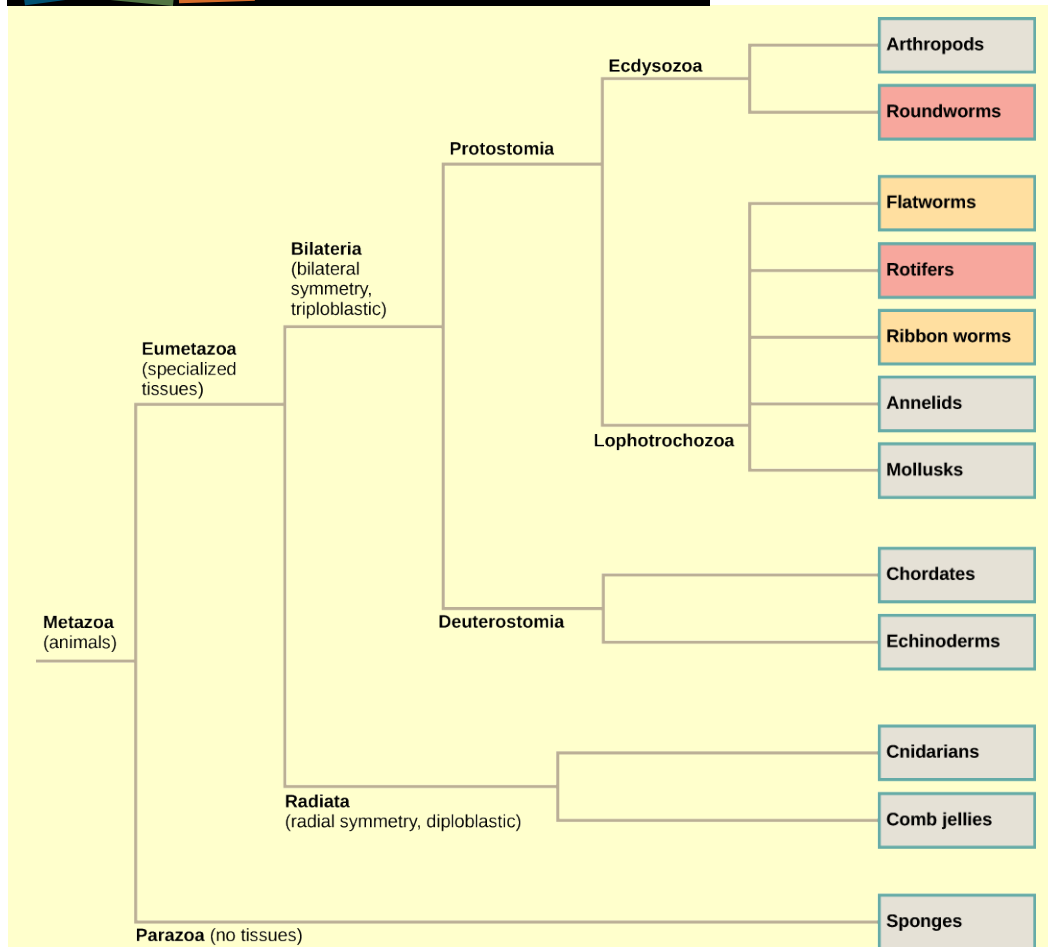 Arthropods
Ecdysozoa
Roundworms
Protostomia
Flatworms
Bilateria
(bilateral
symmetry,
triploblastic)
Rotifers
Ribbon worms
Eumetazoa
(specialized
tissues)
Annelids
Lophotrochozoa
Mollusks
Chordates
Deuterostomia
Metazoa
(animals)
Echinoderms
Cnidarians
Radiata
(radial symmetry, diploblastic)
Comb jellies
Sponges
Parazoa (no tissues)